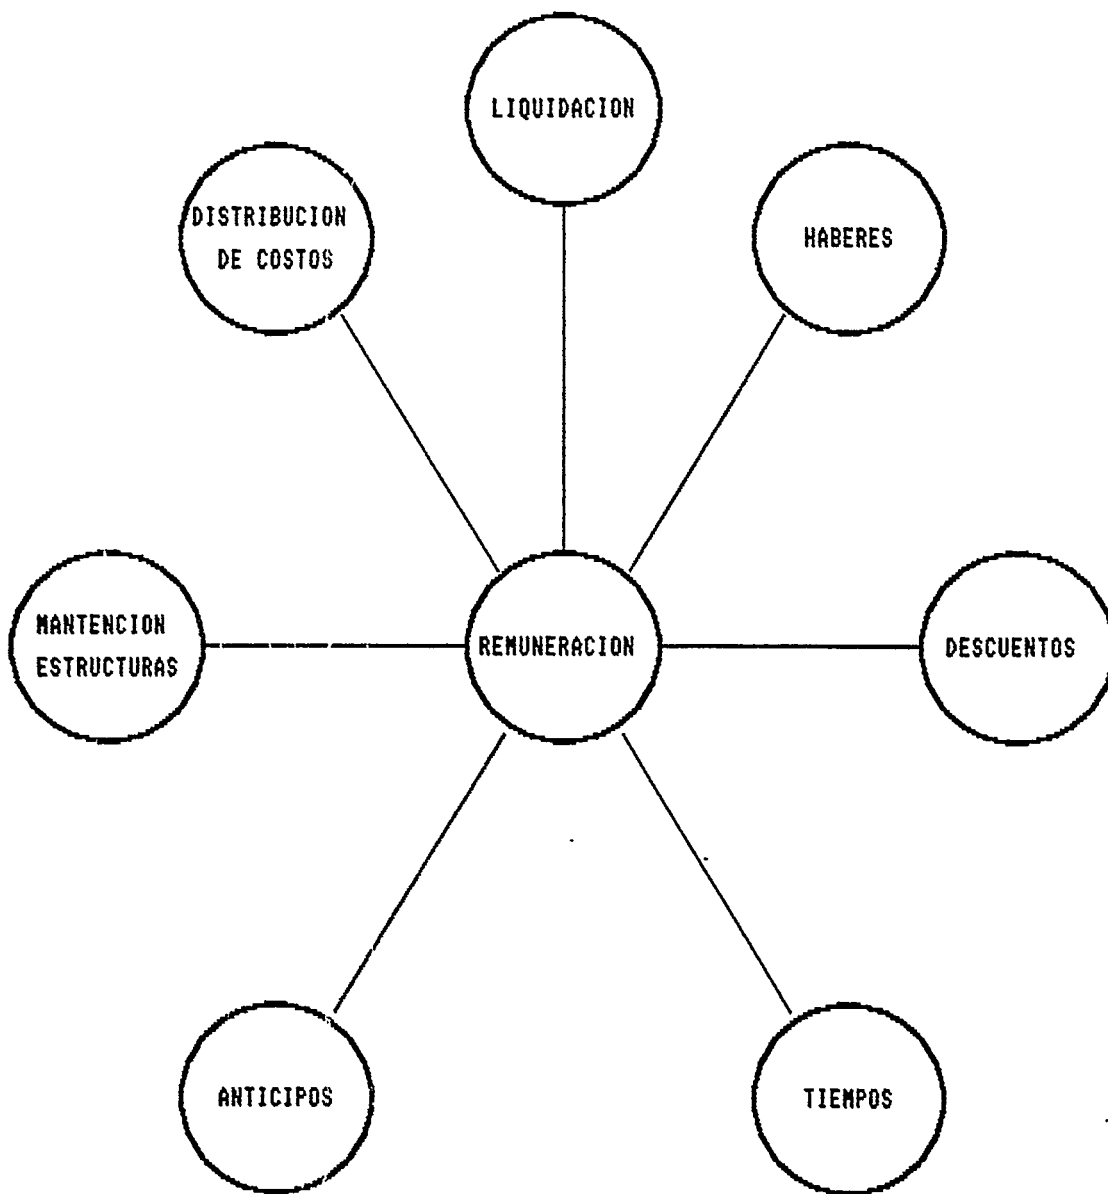 LIQUIDACION
DISTRIBUCION
DE COSTOS
HABERES
MANTENCION
ESTRUCTURAS
REMUNERACION
DESCUENTOS
ANTICIPOS
TIEMPOS